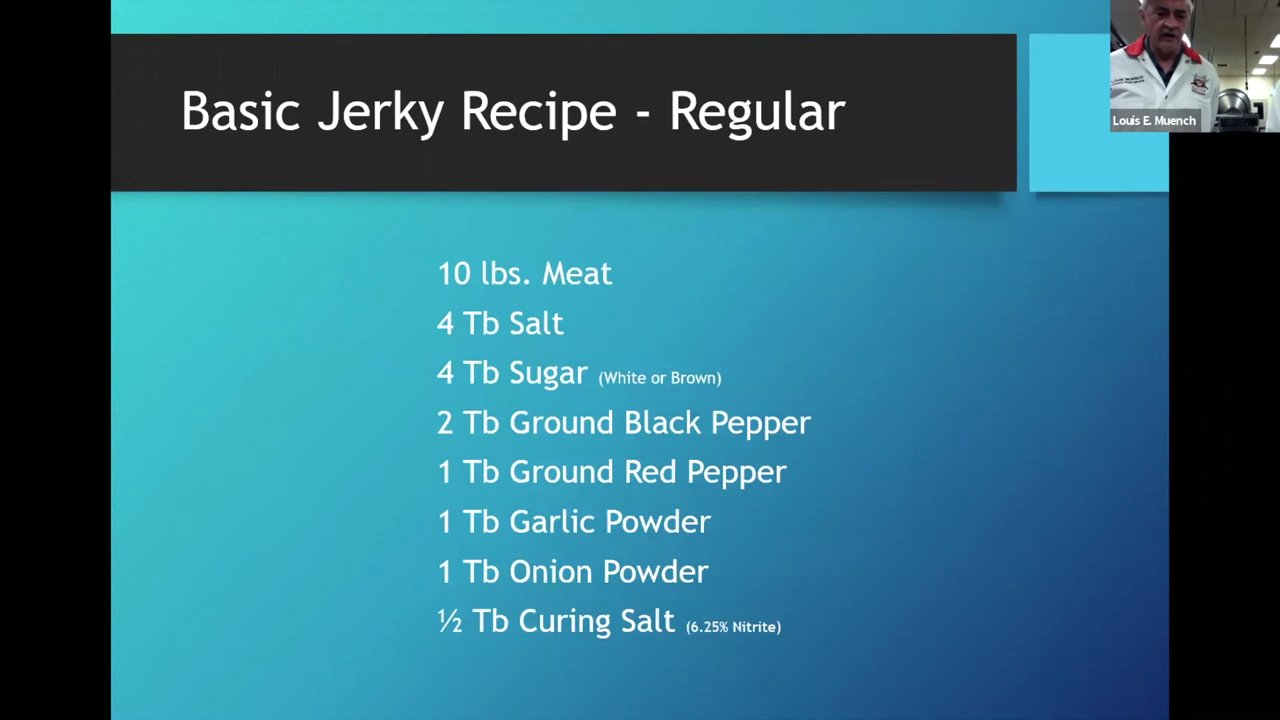 Basic Jerky Recipe - Regular
Louis E. Muench
10 lbs. Meat
4 Tb Salt
4 Tb Sugar (White or Brown)
2 Tb Ground Black Pepper
1 Tb Ground Red Pepper
1 Tb Garlic Powder
1 Tb Onion Powder
½ Tb Curing Salt (6.25% Nitrite)